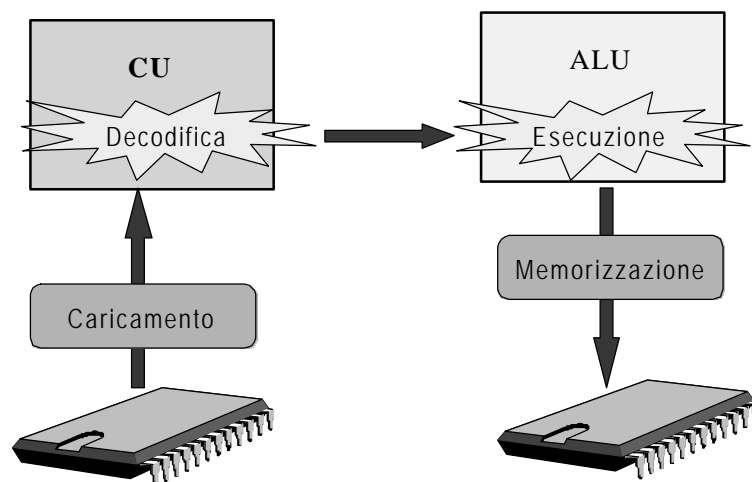 CU
Decodifica
ALU
Esecuzione
Caricamento
Memorizzazione